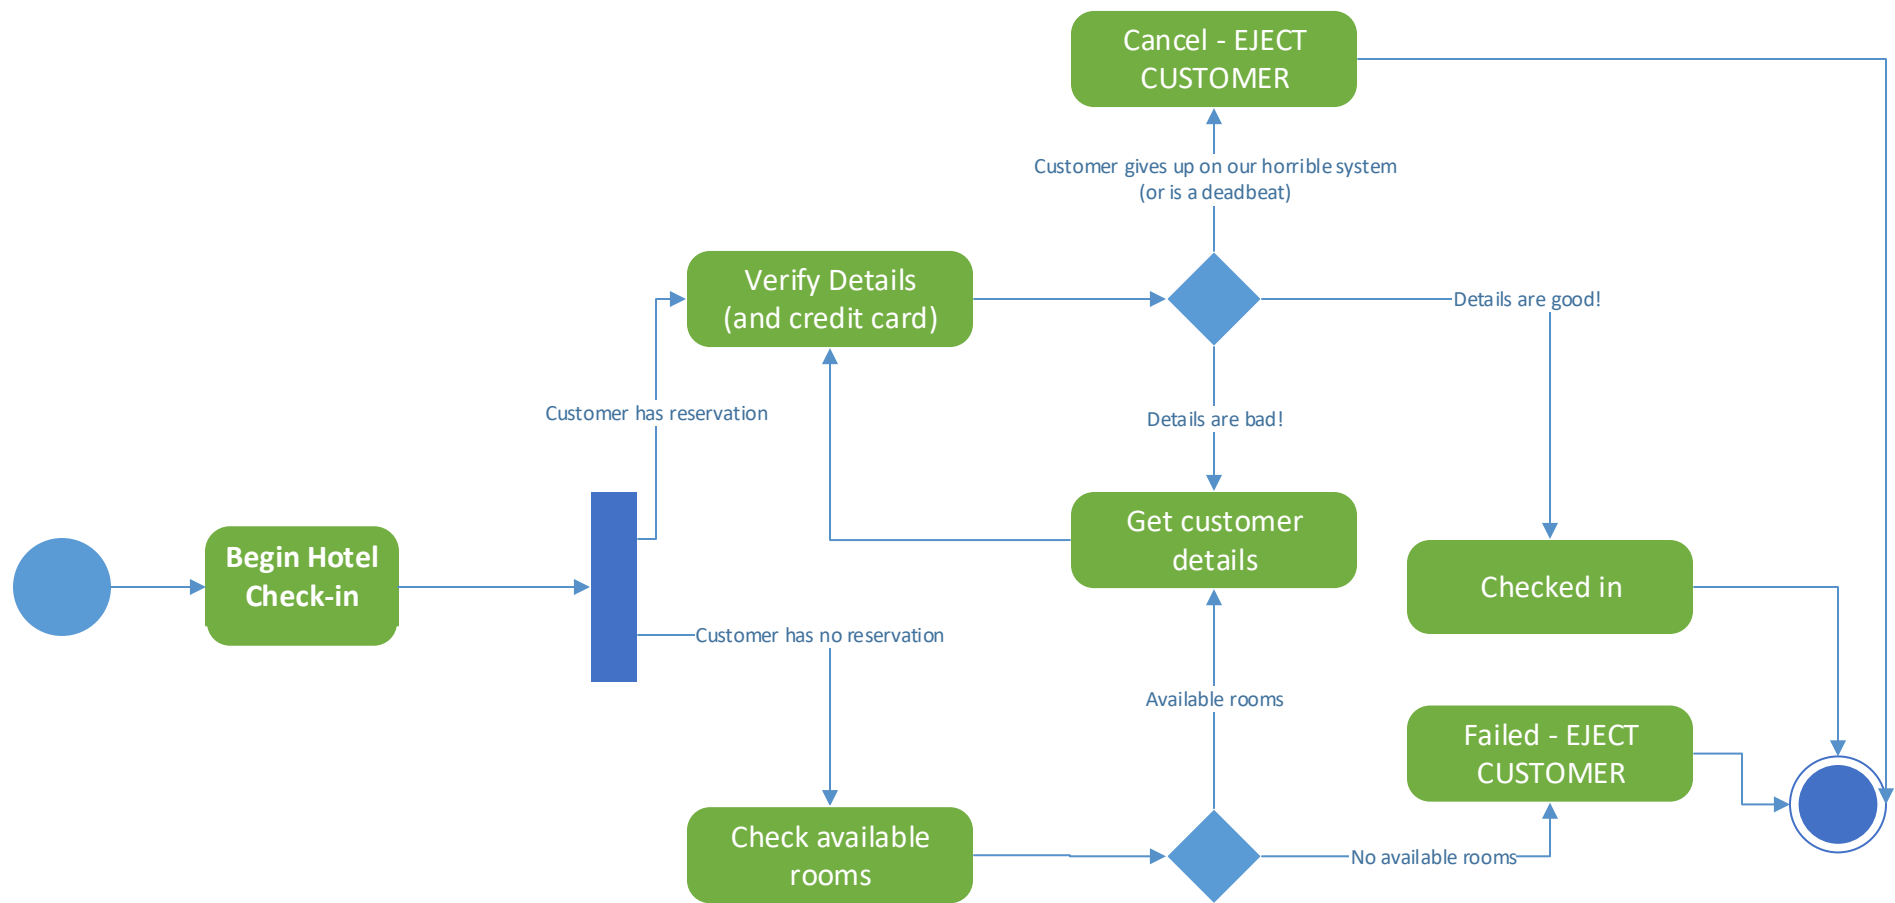 Cancel - EJECT
CUSTOMER
Customer gives up on our horrible system
(or is a deadbeat)
Verify Details
(and credit card)
Details are good!
Customer has reservation
Details are bad!
Begin Hotel
Check-in
Get customer
details
Checked in
Customer has no reservation
Available rooms
Failed - EJECT
CUSTOMER
Check available
rooms
No available rooms